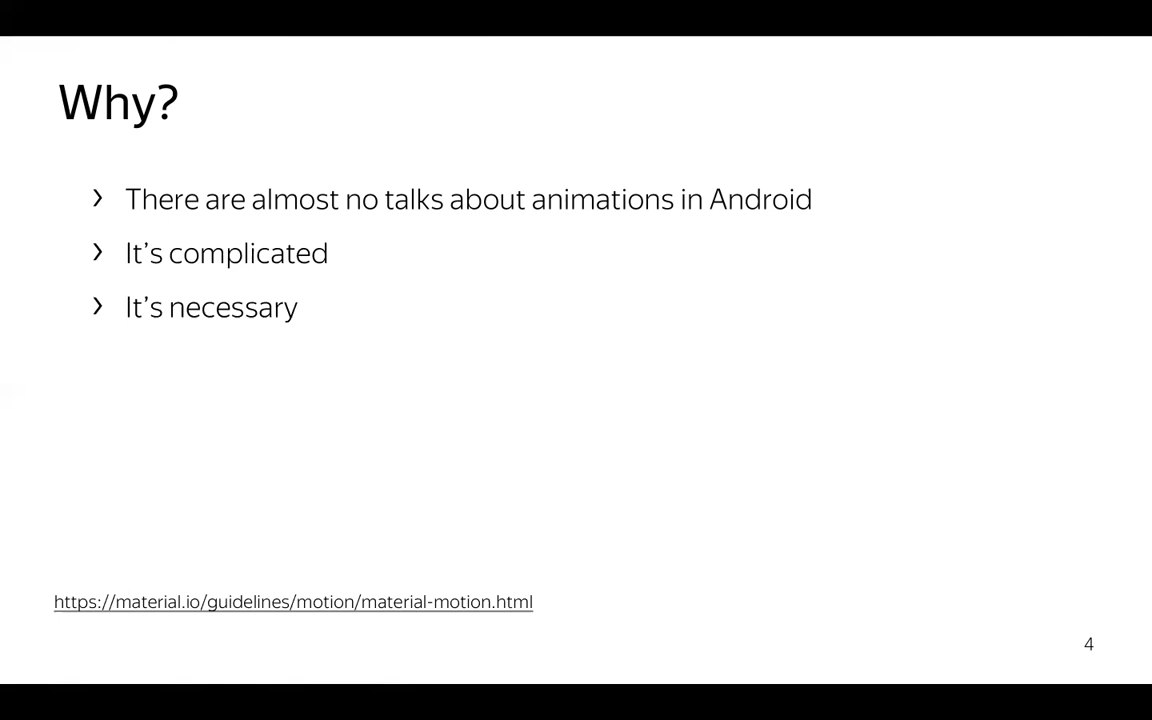 Why?
› There are almost no talks about animations in Android
› It’s complicated
› It’s necessary
https://material.io/guidelines/motion/material-motion.html
4